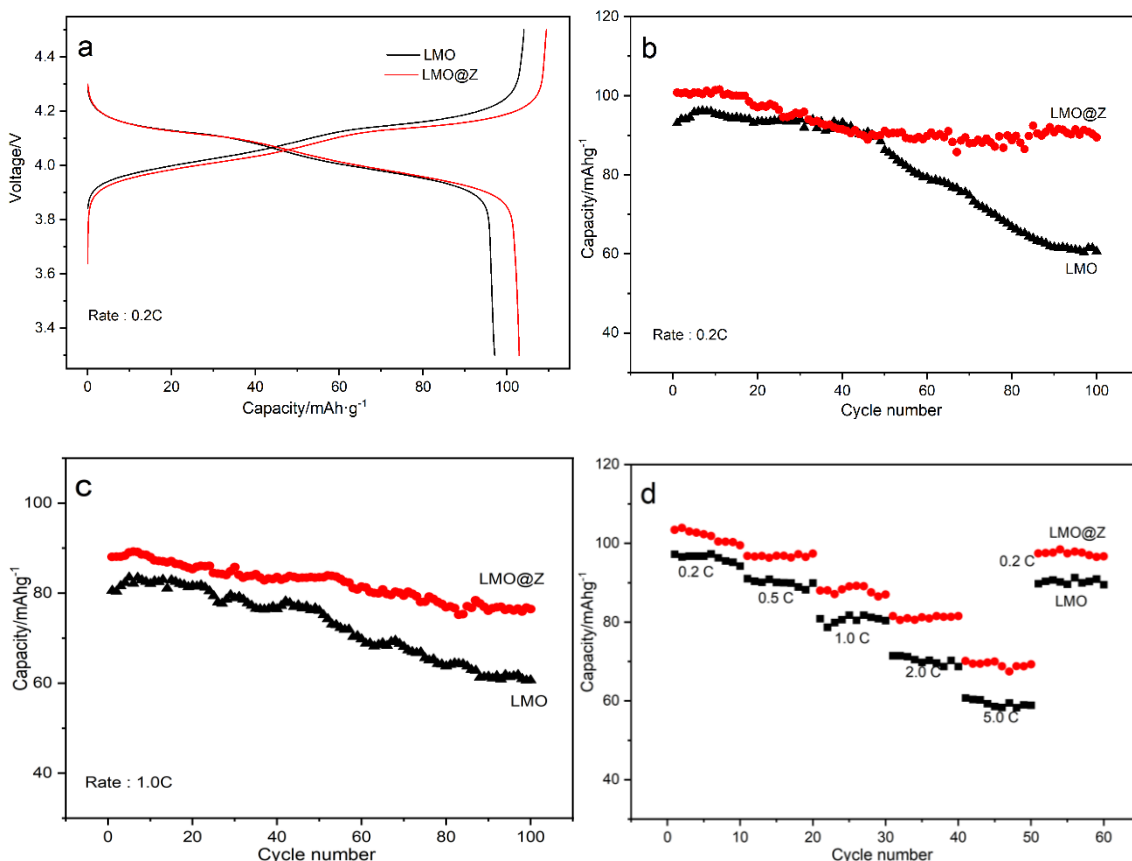 a
LMO
LMO@Z
4.4
4.2
4.0
3.8
3.6
3.4
Voltage/V
Rate : 0.2C
0 20 40 60 80 100
Capacity/mAh·g⁻¹
b
120
100
80
60
40
Capacity/mAhg⁻¹
LMO@Z
LMO
Rate : 0.2C
0 20 40 60 80 100
Cycle number
c
100
80
60
40
Capacity/mAhg⁻¹
LMO@Z
LMO
Rate : 1.0C
0 20 40 60 80 100
Cycle number
d
120
100
80
60
40
Capacity/mAhg⁻¹
LMO@Z
0.2 C
0.2 C
0.5 C
LMO
1.0 C
2.0 C
5.0 C
0 10 20 30 40 50 60
Cycle number